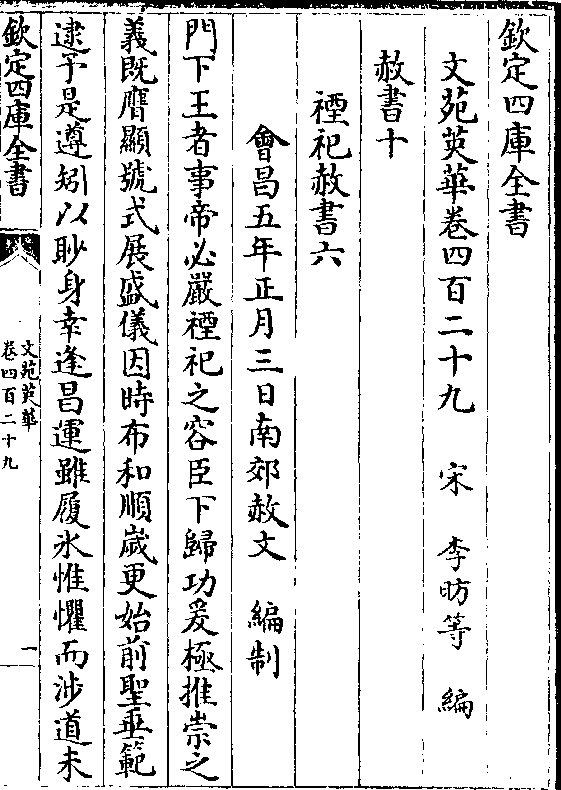 欽定四庫全書
文苑英華卷四百二十九　宋　李昉等　編
赦書十
禋祀赦書六
會昌五年正月三日南郊赦文　編制
門下王者事帝必嚴禋祀之容臣下歸功爰極推崇之
義既膺顯號式展盛儀因時布和順歲更始前聖垂範
逮予是遵矧以眇身幸逢昌運雖履氷惟懼而涉道未
欽定四庫全書
文苑英華
卷四百二十九
一